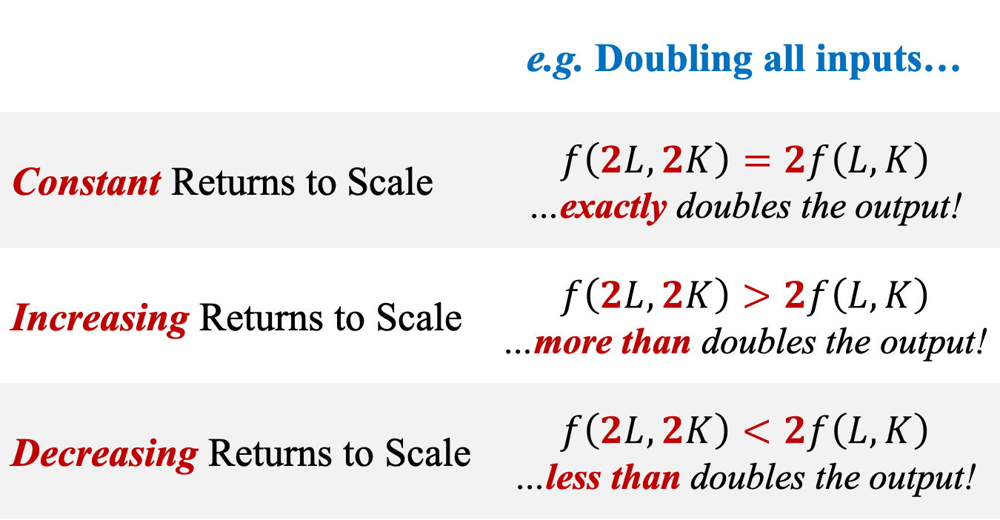 e.g. Doubling all inputs…
Constant Returns to Scale
f(2L, 2K) = 2f(L, K)
…exactly doubles the output!
Increasing Returns to Scale
f(2L, 2K) > 2f(L, K)
…more than doubles the output!
Decreasing Returns to Scale
f(2L, 2K) < 2f(L, K)
…less than doubles the output!